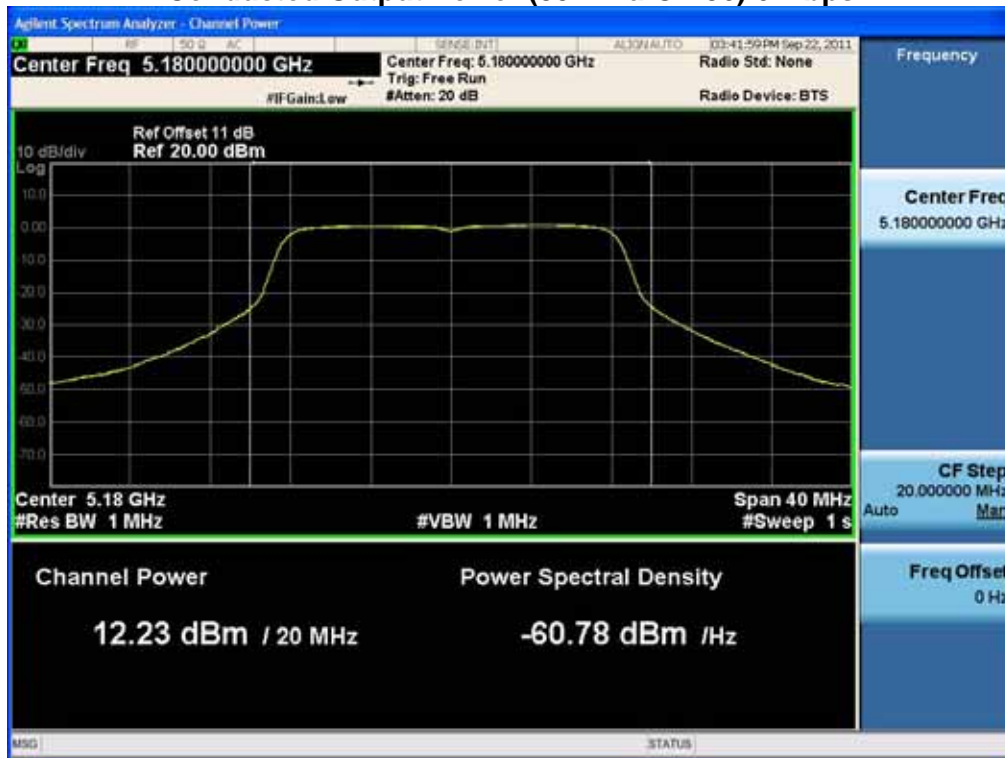 Agilent Spectrum Analyzer - Channel Power
RF 50 Ω AC SENSE:INT ALIGNAUTO 03:41:59 PM Sep 22, 2011
Center Freq 5.180000000 GHz
Center Freq: 5.180000000 GHz
Radio Std: None
Trig: Free Run
#IFGain:Low
#Atten: 20 dB
Radio Device: BTS
Ref Offset 11 dB
10 dB/div Ref 20.00 dBm
Log
10.0
0.00
-10.0
-20.0
-30.0
-40.0
-50.0
-60.0
-70.0
Center 5.18 GHz
Span 40 MHz
#Res BW 1 MHz
#VBW 1 MHz
#Sweep 1 s
Channel Power
Power Spectral Density
12.23 dBm / 20 MHz
-60.78 dBm /Hz
MSG
STATUS
Frequency
Center Freq
5.180000000 GHz
CF Step
20.000000 MHz
Auto Man
Freq Offset
0 Hz